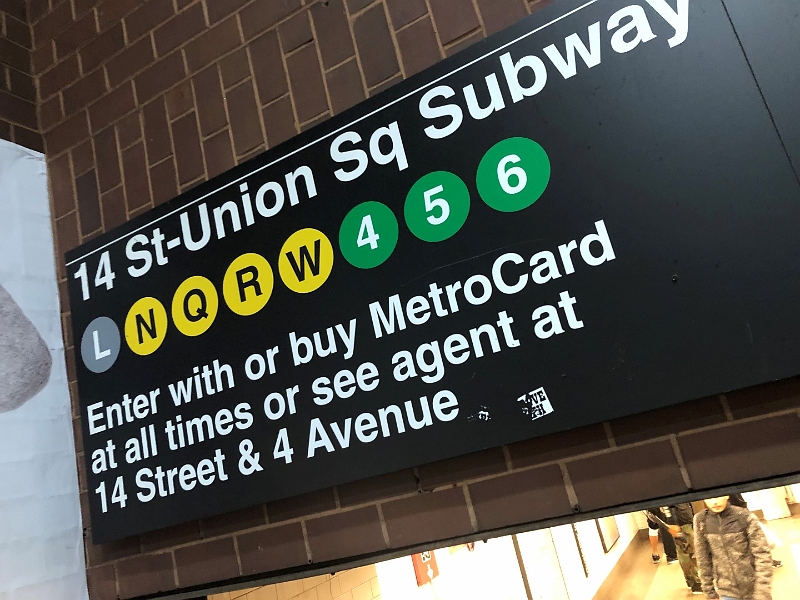 14 St-Union Sq Subway
L N Q R W 4 5 6
Enter with or buy MetroCard
at all times or see agent at
14 Street & 4 Avenue